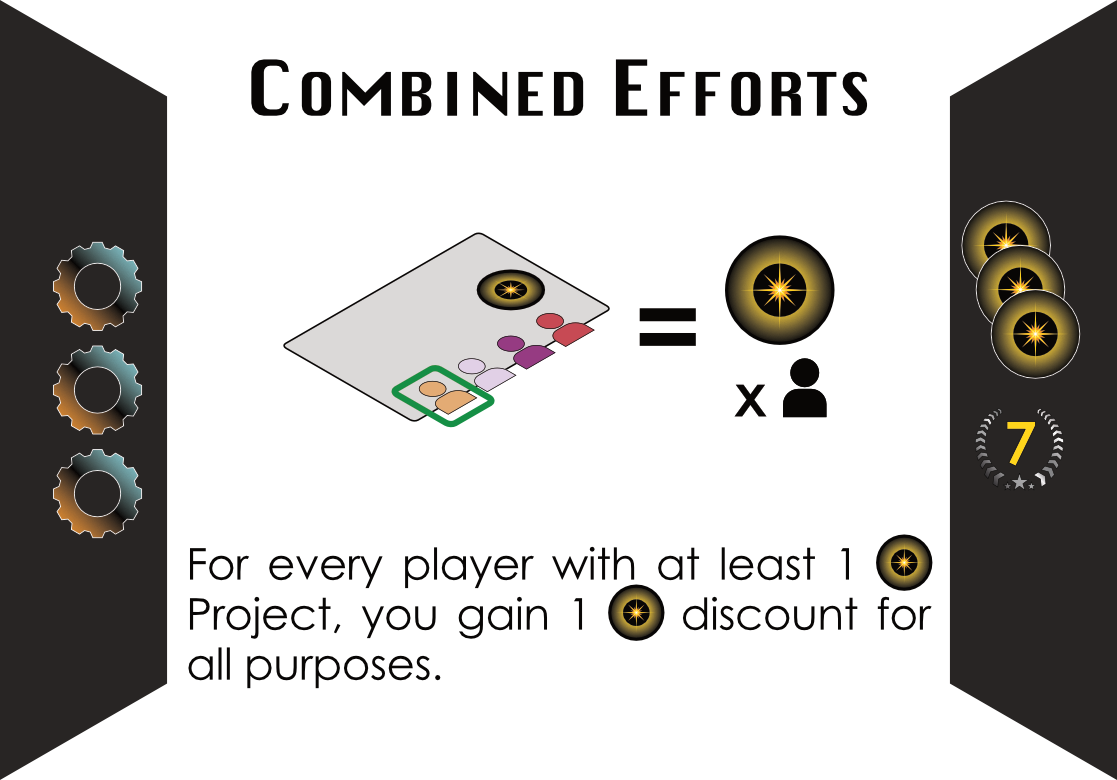 COMBINED EFFORTS
=
x
7
For every player with at least 1
Project, you gain 1 discount for
all purposes.